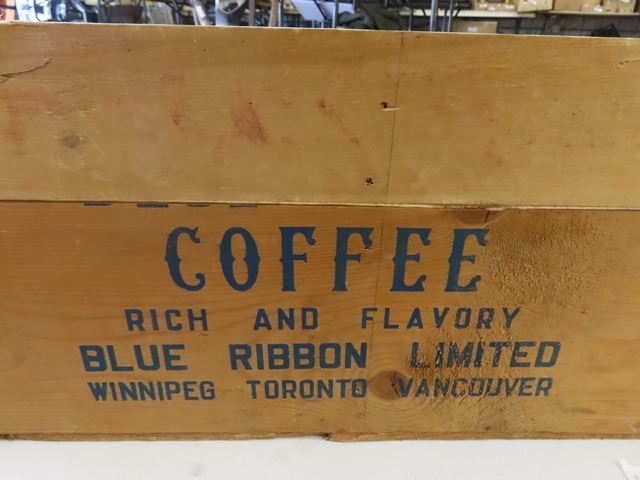 COFFEE
RICH AND FLAVORY
BLUE RIBBON LIMITED
WINNIPEG TORONTO VANCOUVER